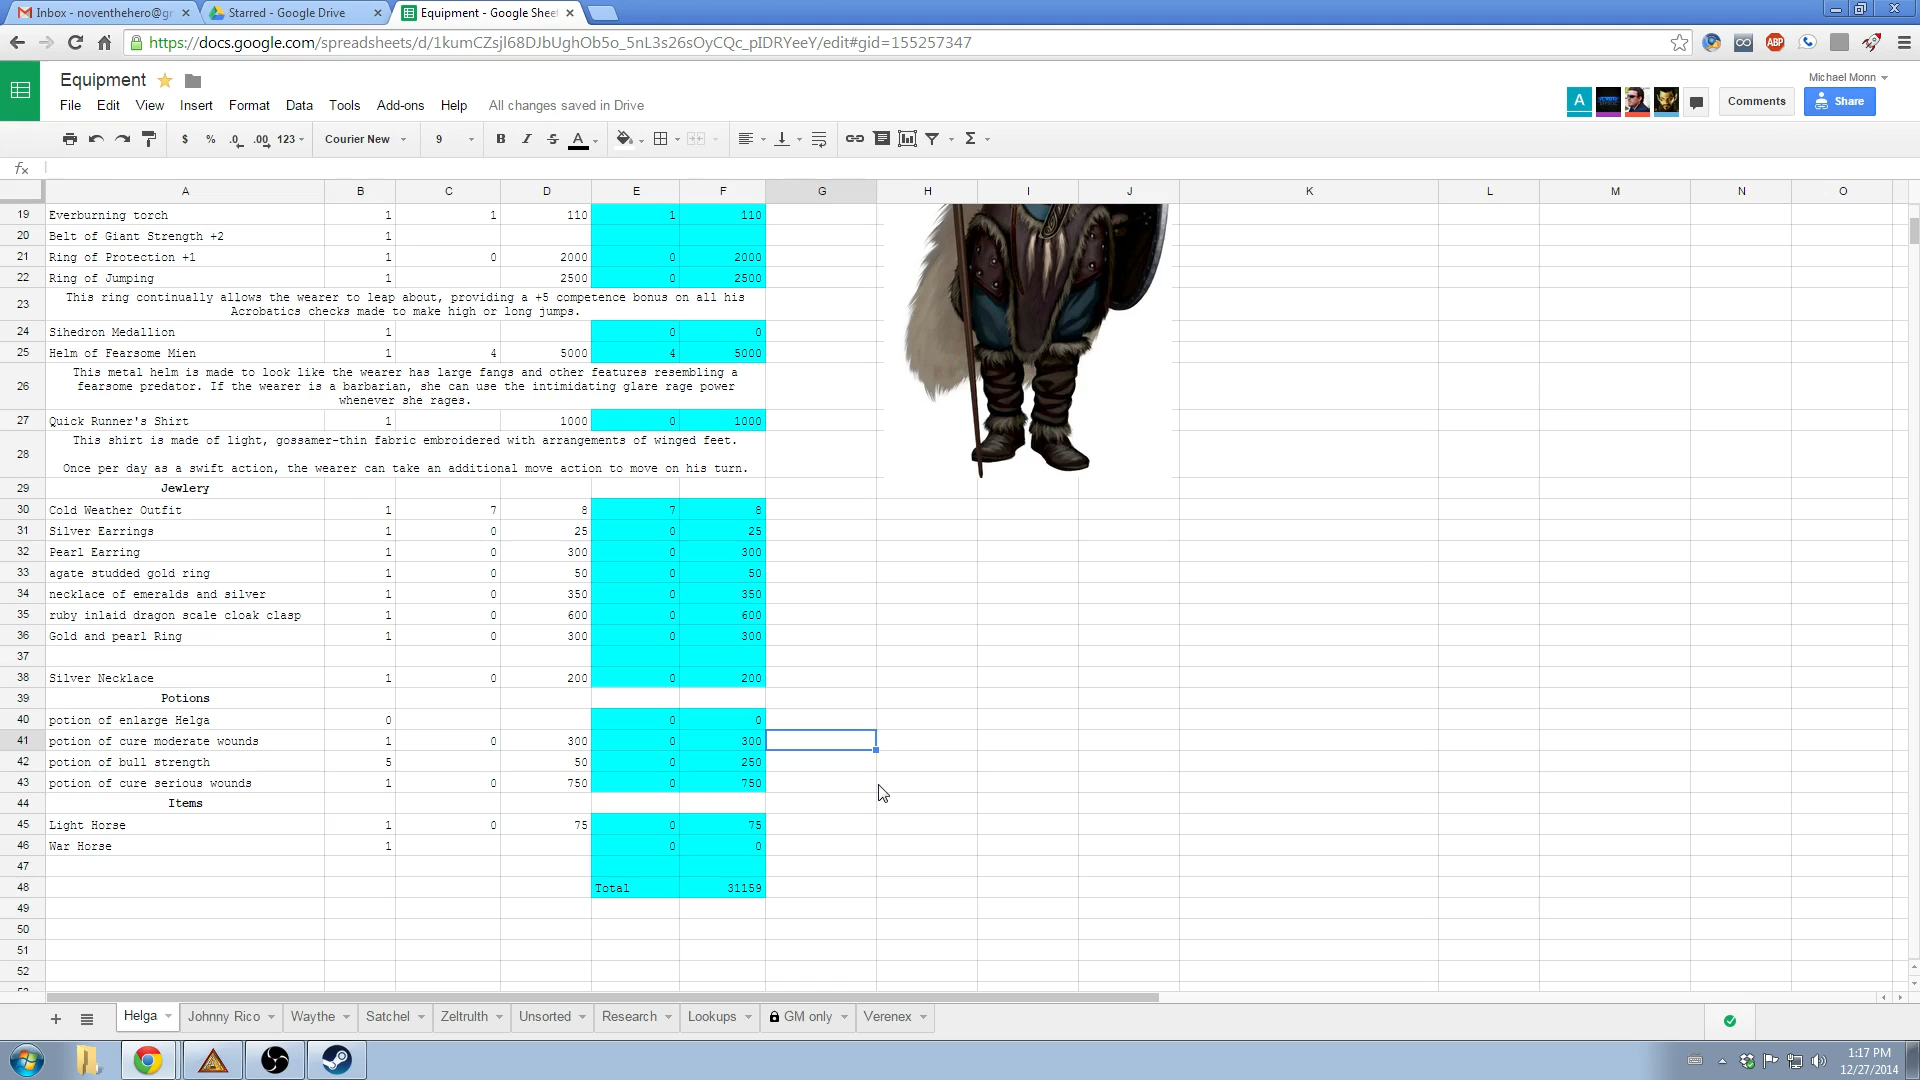 Inbox - noventhehero@gr
Starred - Google Drive
Equipment - Google Sheet
https://docs.google.com/spreadsheets/d/1kumCZsjl68DJbUghOb5o_5nL3s26sOyCQc_pIDRYeeY/edit#gid=155257347
ABP
Equipment
Michael Monn
File Edit View Insert Format Data Tools Add-ons Help All changes saved in Drive
A Comments Share
$ % .0 .00 123 Courier New 9 B I S A Σ
fx
A B C D E F G H I J K L M N O
19 Everburning torch 1 1 110 1 110
20 Belt of Giant Strength +2 1
21 Ring of Protection +1 1 0 2000 0 2000
22 Ring of Jumping 1 2500 0 2500
23 This ring continually allows the wearer to leap about, providing a +5 competence bonus on all his
Acrobatics checks made to make high or long jumps.
24 Sihedron Medallion 1 0 0
25 Helm of Fearsome Mien 1 4 5000 4 5000
This metal helm is made to look like the wearer has large fangs and other features resembling a
26 fearsome predator. If the wearer is a barbarian, she can use the intimidating glare rage power
whenever she rages.
27 Quick Runner's Shirt 1 1000 0 1000
This shirt is made of light, gossamer-thin fabric embroidered with arrangements of winged feet.
28
Once per day as a swift action, the wearer can take an additional move action to move on his turn.
29 Jewlery
30 Cold Weather Outfit 1 7 8 7 8
31 Silver Earrings 1 0 25 0 25
32 Pearl Earring 1 0 300 0 300
33 agate studded gold ring 1 0 50 0 50
34 necklace of emeralds and silver 1 0 350 0 350
35 ruby inlaid dragon scale cloak clasp 1 0 600 0 600
36 Gold and pearl Ring 1 0 300 0 300
37
38 Silver Necklace 1 0 200 0 200
39 Potions
40 potion of enlarge Helga 0 0 0
41 potion of cure moderate wounds 1 0 300 0 300
42 potion of bull strength 5 50 0 250
43 potion of cure serious wounds 1 0 750 0 750
44 Items
45 Light Horse 1 0 75 0 75
46 War Horse 1 0 0
47
48 Total 31159
49
50
51
52
Helga Johnny Rico Waythe Satchel Zeltrulth Unsorted Research Lookups GM only Verenex
1:17 PM
12/27/2014